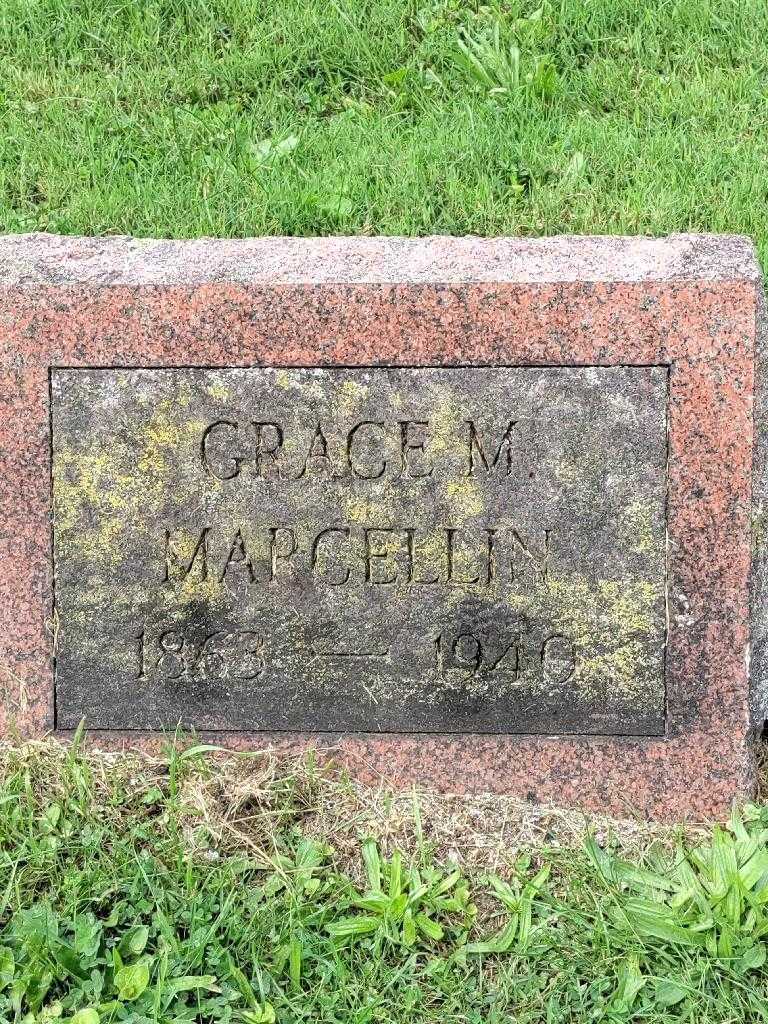 GRACE M.
MARCELLIN
1863 — 1940